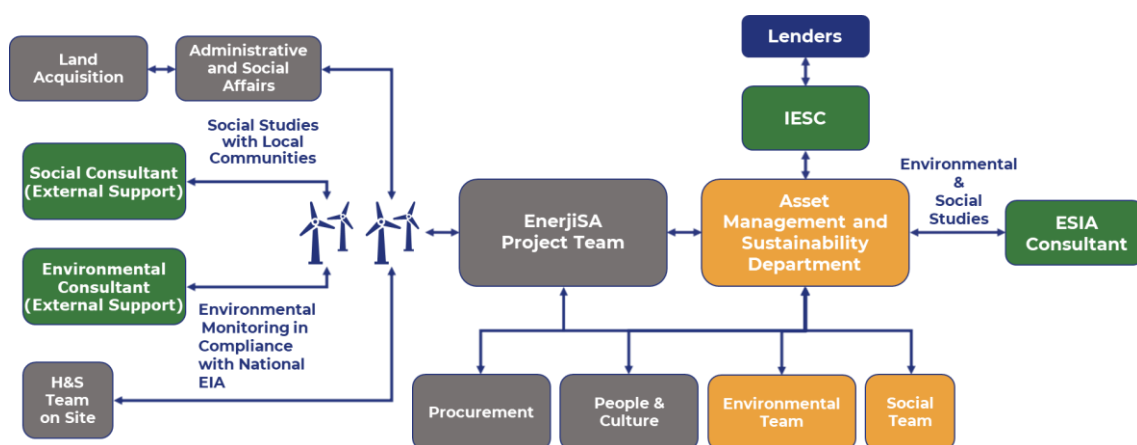 Land
Acquisition
Administrative
and Social
Affairs
Lenders
IESC
Social Studies
with Local
Communities
Social Consultant
(External Support)
Environmental
Consultant
(External Support)
Environmental
Monitoring in
Compliance
with National
EIA
H&S
Team
on Site
EnerjiSA
Project Team
Asset
Management and
Sustainability
Department
Environmental
&
Social
Studies
ESIA
Consultant
Procurement
People &
Culture
Environmental
Team
Social
Team